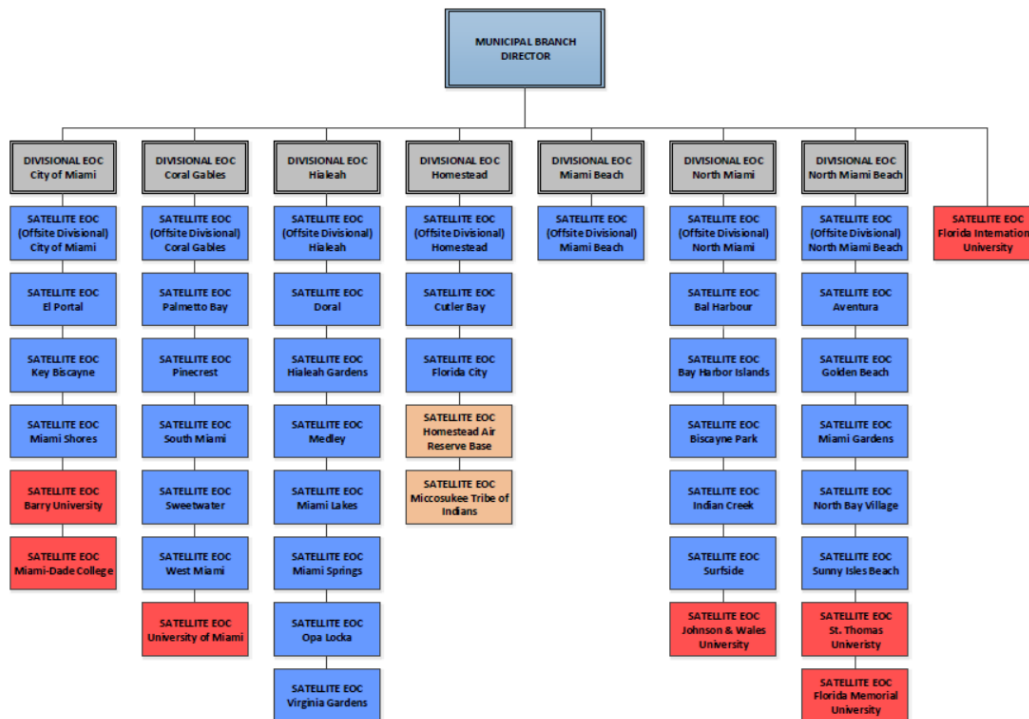 MUNICIPAL BRANCH
DIRECTOR
DIVISIONAL EOC
City of Miami
DIVISIONAL EOC
Coral Gables
DIVISIONAL EOC
Hialeah
DIVISIONAL EOC
Homestead
DIVISIONAL EOC
Miami Beach
DIVISIONAL EOC
North Miami
DIVISIONAL EOC
North Miami Beach
SATELLITE EOC
(Offsite Divisional)
City of Miami
SATELLITE EOC
(Offsite Divisional)
Coral Gables
SATELLITE EOC
(Offsite Divisional)
Hialeah
SATELLITE EOC
(Offsite Divisional)
Homestead
SATELLITE EOC
(Offsite Divisional)
Miami Beach
SATELLITE EOC
(Offsite Divisional)
North Miami
SATELLITE EOC
(Offsite Divisional)
North Miami Beach
SATELLITE EOC
Florida Internation
University
SATELLITE EOC
El Portal
SATELLITE EOC
Palmetto Bay
SATELLITE EOC
Doral
SATELLITE EOC
Cutler Bay
SATELLITE EOC
Bal Harbour
SATELLITE EOC
Aventura
SATELLITE EOC
Key Biscayne
SATELLITE EOC
Pinecrest
SATELLITE EOC
Hialeah Gardens
SATELLITE EOC
Florida City
SATELLITE EOC
Bay Harbor Islands
SATELLITE EOC
Golden Beach
SATELLITE EOC
Miami Shores
SATELLITE EOC
South Miami
SATELLITE EOC
Medley
SATELLITE EOC
Homestead Air
Reserve Base
SATELLITE EOC
Biscayne Park
SATELLITE EOC
Miami Gardens
SATELLITE EOC
Barry University
SATELLITE EOC
Sweetwater
SATELLITE EOC
Miami Lakes
SATELLITE EOC
Miccosukee Tribe of
Indians
SATELLITE EOC
Indian Creek
SATELLITE EOC
North Bay Village
SATELLITE EOC
Miami-Dade College
SATELLITE EOC
West Miami
SATELLITE EOC
Miami Springs
SATELLITE EOC
Surfside
SATELLITE EOC
Sunny Isles Beach
SATELLITE EOC
University of Miami
SATELLITE EOC
Opa Locka
SATELLITE EOC
Johnson & Wales
University
SATELLITE EOC
St. Thomas
Univeristy
SATELLITE EOC
Virginia Gardens
SATELLITE EOC
Florida Memorial
University